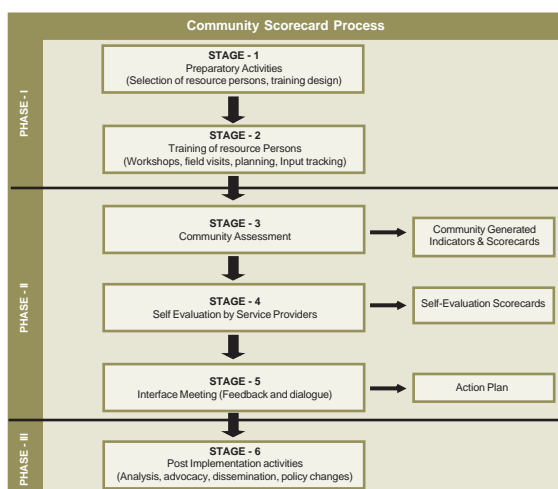 Community Scorecard Process
PHASE - I
STAGE - 1
Preparatory Activities
(Selection of resource persons, training design)
STAGE - 2
Training of resource Persons
(Workshops, field visits, planning, Input tracking)
PHASE - II
STAGE - 3
Community Assessment
Community Generated
Indicators & Scorecards
STAGE - 4
Self Evaluation by Service Providers
Self-Evaluation Scorecards
STAGE - 5
Interface Meeting (Feedback and dialogue)
Action Plan
PHASE - III
STAGE - 6
Post Implementation activities
(Analysis, advocacy, dissemination, policy changes)